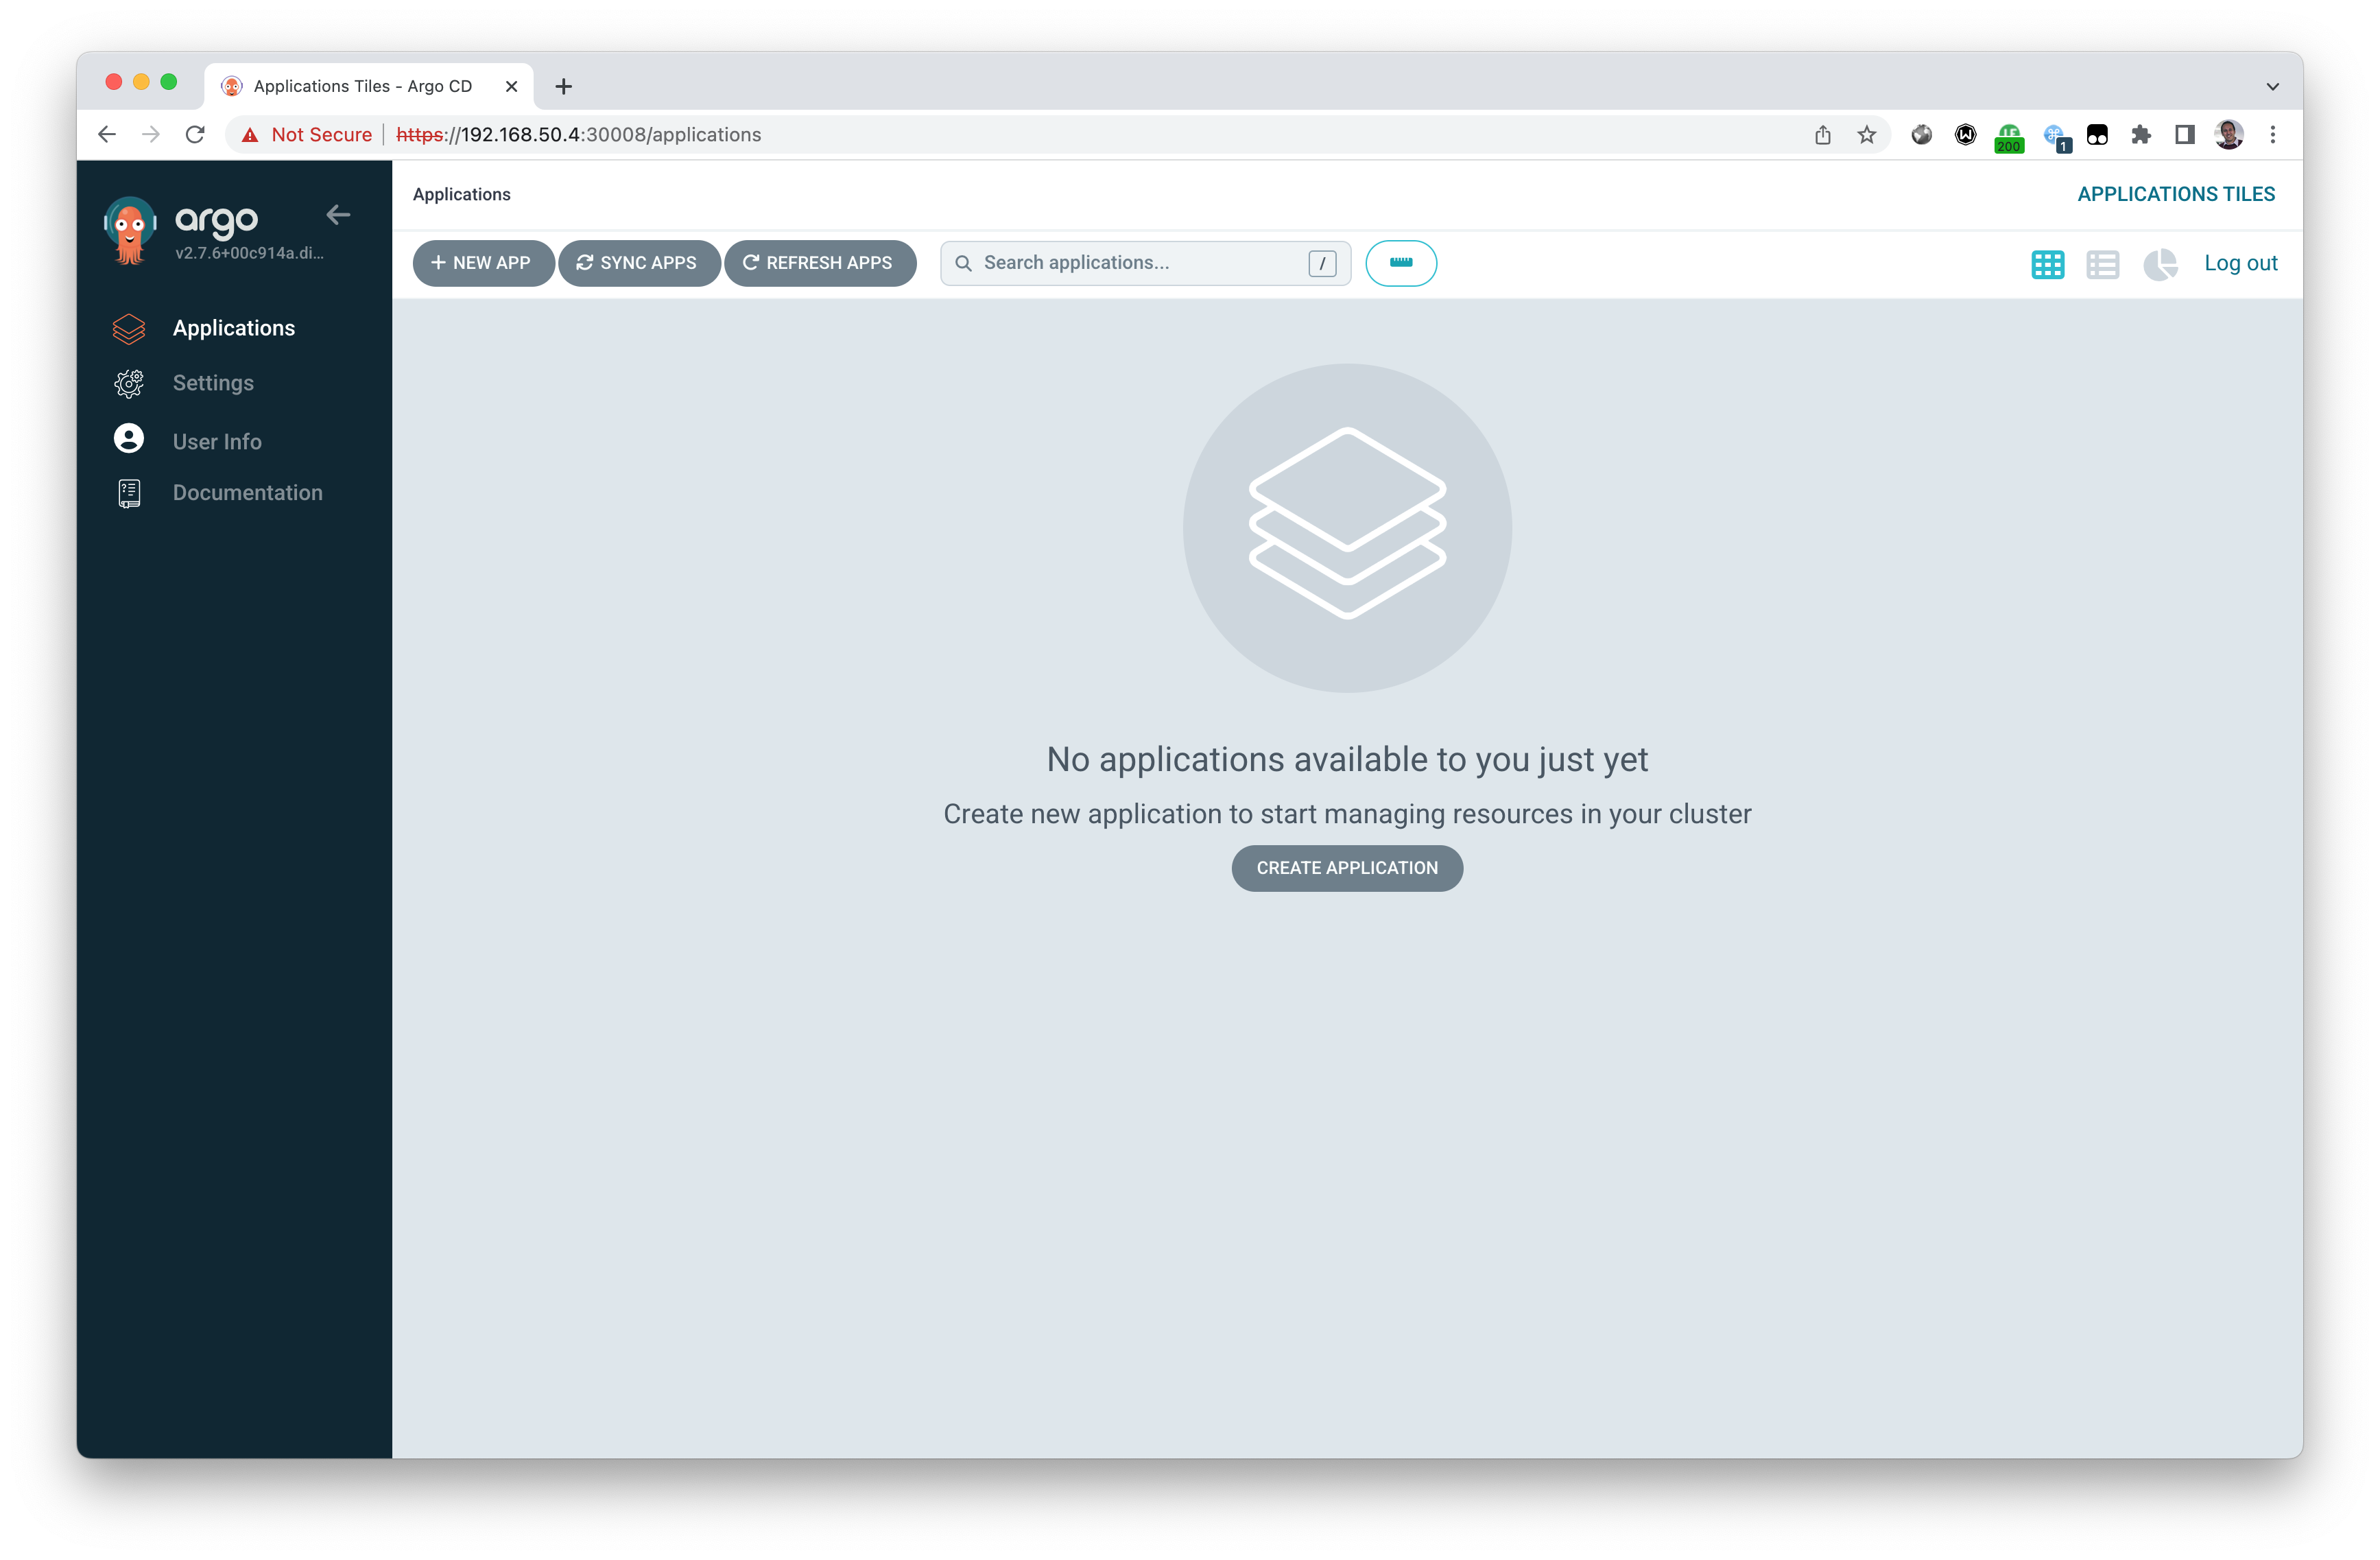 Applications Tiles - Argo CD
Not Secure https://192.168.50.4:30008/applications
200
1
argo
v2.7.6+00c914a.di...
Applications
Settings
User Info
Documentation
Applications
APPLICATIONS TILES
NEW APP SYNC APPS REFRESH APPS Search applications... / Log out
No applications available to you just yet
Create new application to start managing resources in your cluster
CREATE APPLICATION